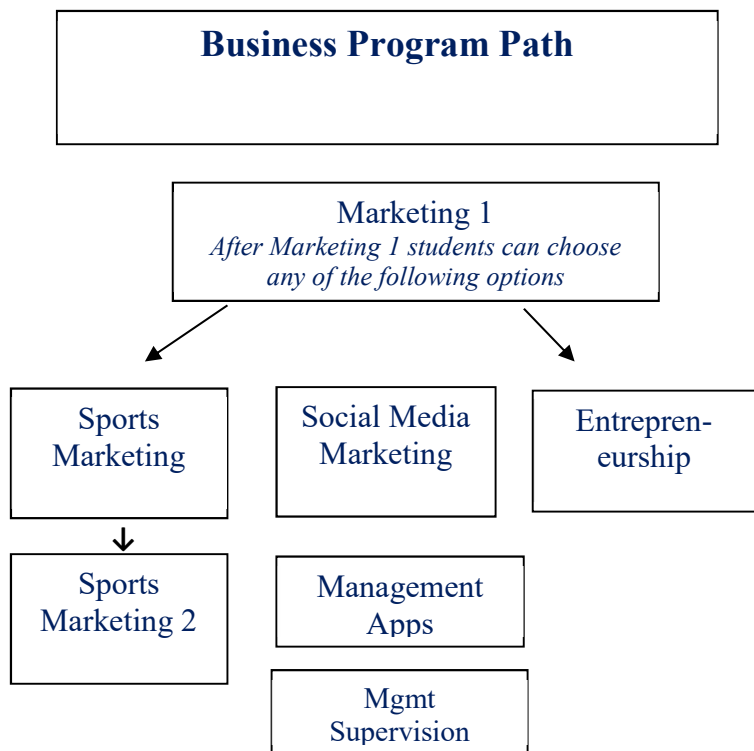 Business Program Path
Marketing 1
After Marketing 1 students can choose
any of the following options
Sports
Marketing
Social Media
Marketing
Entrepren-
eurship
Sports
Marketing 2
Management
Apps
Mgmt
Supervision